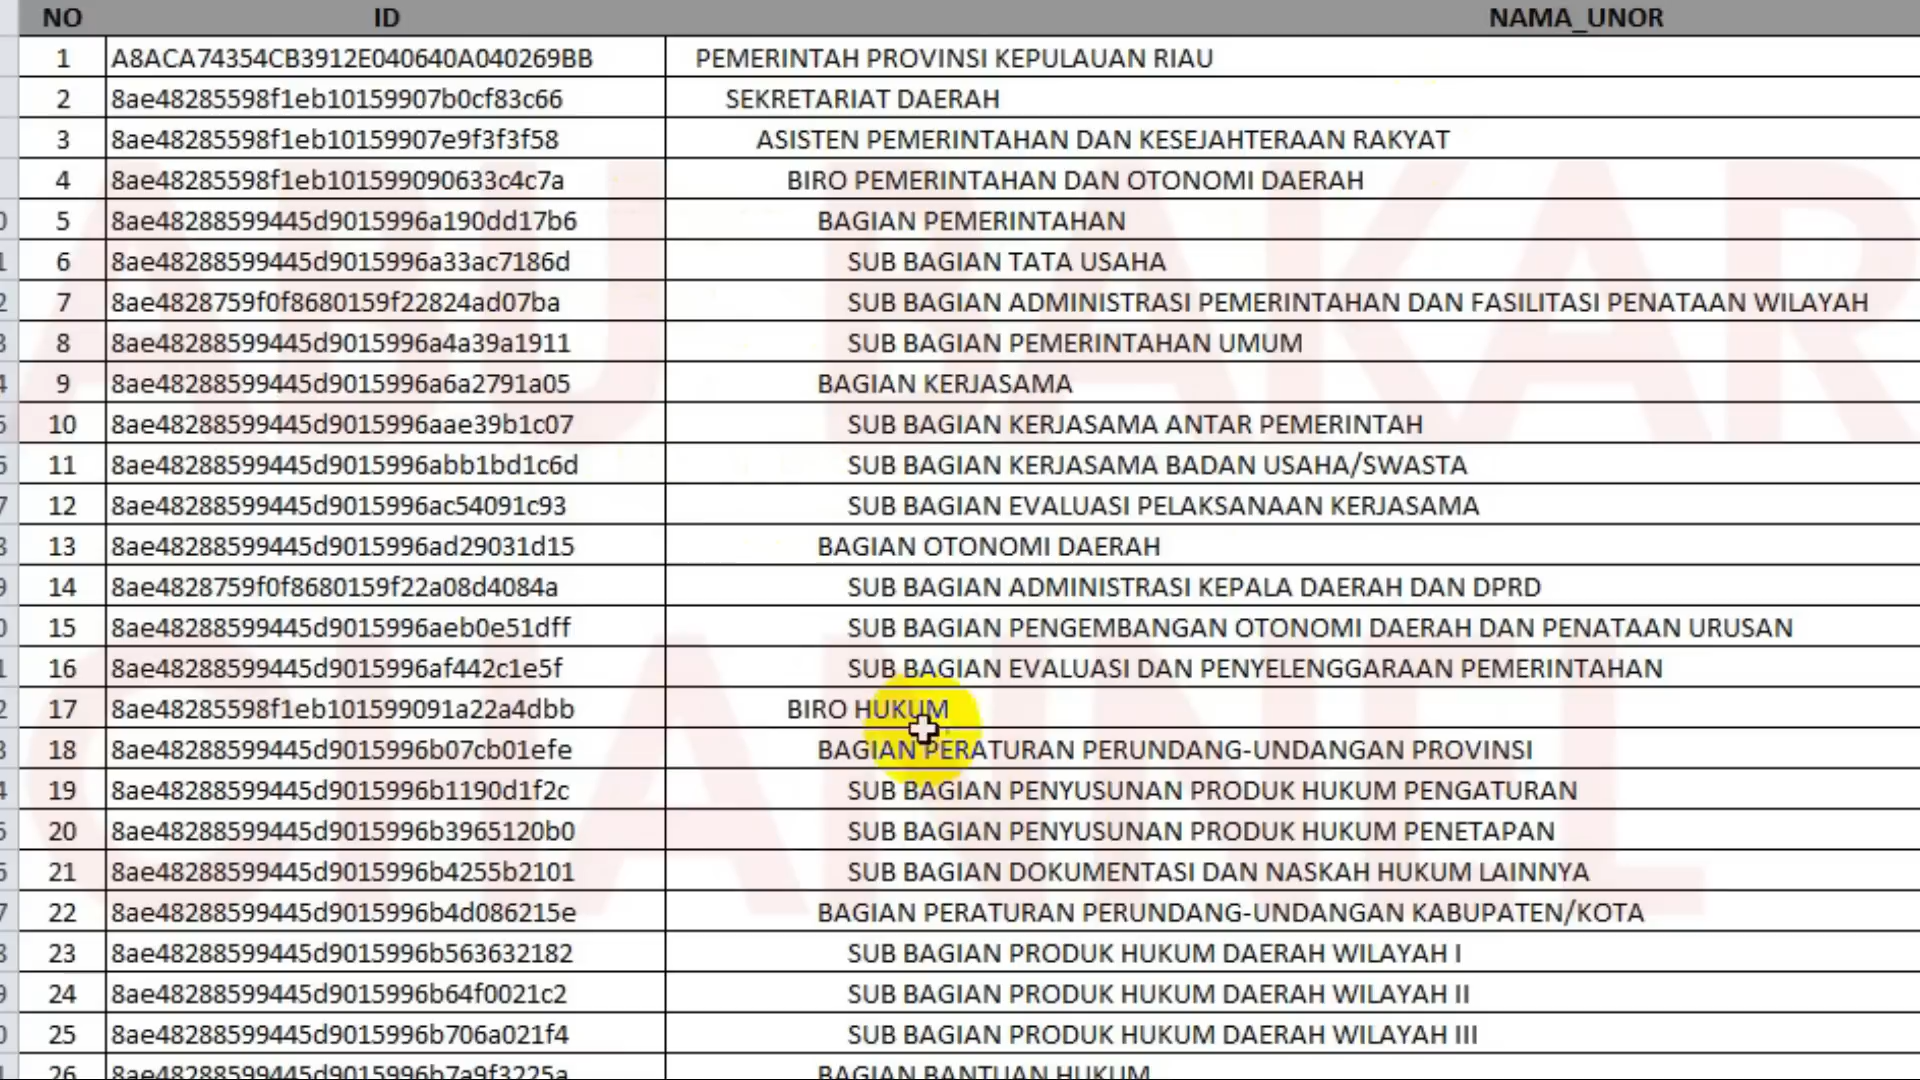 NO ID NAMA_UNOR
1 A8ACA74354CB3912E040640A040269BB PEMERINTAH PROVINSI KEPULAUAN RIAU
2 8ae48285598f1eb10159907b0cf83c66 SEKRETARIAT DAERAH
3 8ae48285598f1eb10159907e9f3f3f58 ASISTEN PEMERINTAHAN DAN KESEJAHTERAAN RAKYAT
4 8ae48285598f1eb101599090633c4c7a BIRO PEMERINTAHAN DAN OTONOMI DAERAH
5 8ae48288599445d9015996a190dd17b6 BAGIAN PEMERINTAHAN
6 8ae48288599445d9015996a33ac7186d SUB BAGIAN TATA USAHA
7 8ae4828759f0f8680159f22824ad07ba SUB BAGIAN ADMINISTRASI PEMERINTAHAN DAN FASILITASI PENATAAN WILAYAH
8 8ae48288599445d9015996a4a39a1911 SUB BAGIAN PEMERINTAHAN UMUM
9 8ae48288599445d9015996a6a2791a05 BAGIAN KERJASAMA
10 8ae48288599445d9015996aae39b1c07 SUB BAGIAN KERJASAMA ANTAR PEMERINTAH
11 8ae48288599445d9015996abb1bd1c6d SUB BAGIAN KERJASAMA BADAN USAHA/SWASTA
12 8ae48288599445d9015996ac54091c93 SUB BAGIAN EVALUASI PELAKSANAAN KERJASAMA
13 8ae48288599445d9015996ad29031d15 BAGIAN OTONOMI DAERAH
14 8ae4828759f0f8680159f22a08d4084a SUB BAGIAN ADMINISTRASI KEPALA DAERAH DAN DPRD
15 8ae48288599445d9015996aeb0e51dff SUB BAGIAN PENGEMBANGAN OTONOMI DAERAH DAN PENATAAN URUSAN
16 8ae48288599445d9015996af442c1e5f SUB BAGIAN EVALUASI DAN PENYELENGGARAAN PEMERINTAHAN
17 8ae48285598f1eb101599091a22a4dbb BIRO HUKUM
18 8ae48288599445d9015996b07cb01efe BAGIAN PERATURAN PERUNDANG-UNDANGAN PROVINSI
19 8ae48288599445d9015996b1190d1f2c SUB BAGIAN PENYUSUNAN PRODUK HUKUM PENGATURAN
20 8ae48288599445d9015996b3965120b0 SUB BAGIAN PENYUSUNAN PRODUK HUKUM PENETAPAN
21 8ae48288599445d9015996b4255b2101 SUB BAGIAN DOKUMENTASI DAN NASKAH HUKUM LAINNYA
22 8ae48288599445d9015996b4d086215e BAGIAN PERATURAN PERUNDANG-UNDANGAN KABUPATEN/KOTA
23 8ae48288599445d9015996b563632182 SUB BAGIAN PRODUK HUKUM DAERAH WILAYAH I
24 8ae48288599445d9015996b64f0021c2 SUB BAGIAN PRODUK HUKUM DAERAH WILAYAH II
25 8ae48288599445d9015996b706a021f4 SUB BAGIAN PRODUK HUKUM DAERAH WILAYAH III
26 8ae48288599445d9015996b7a9f3225a BAGIAN BANTUAN HUKUM